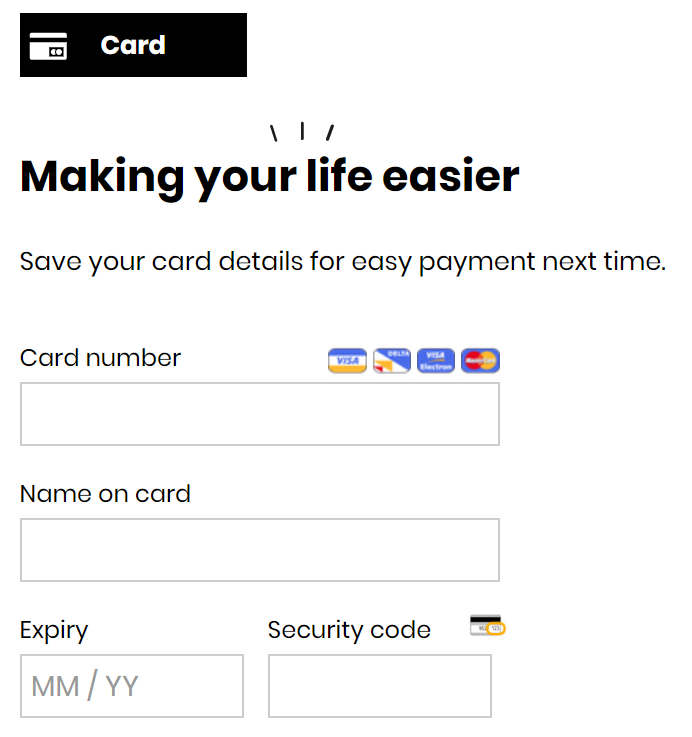 Card
Making your life easier
Save your card details for easy payment next time.
Card number VISA DELTA VISA Electron MasterCard
Name on card
Expiry Security code
MM / YY